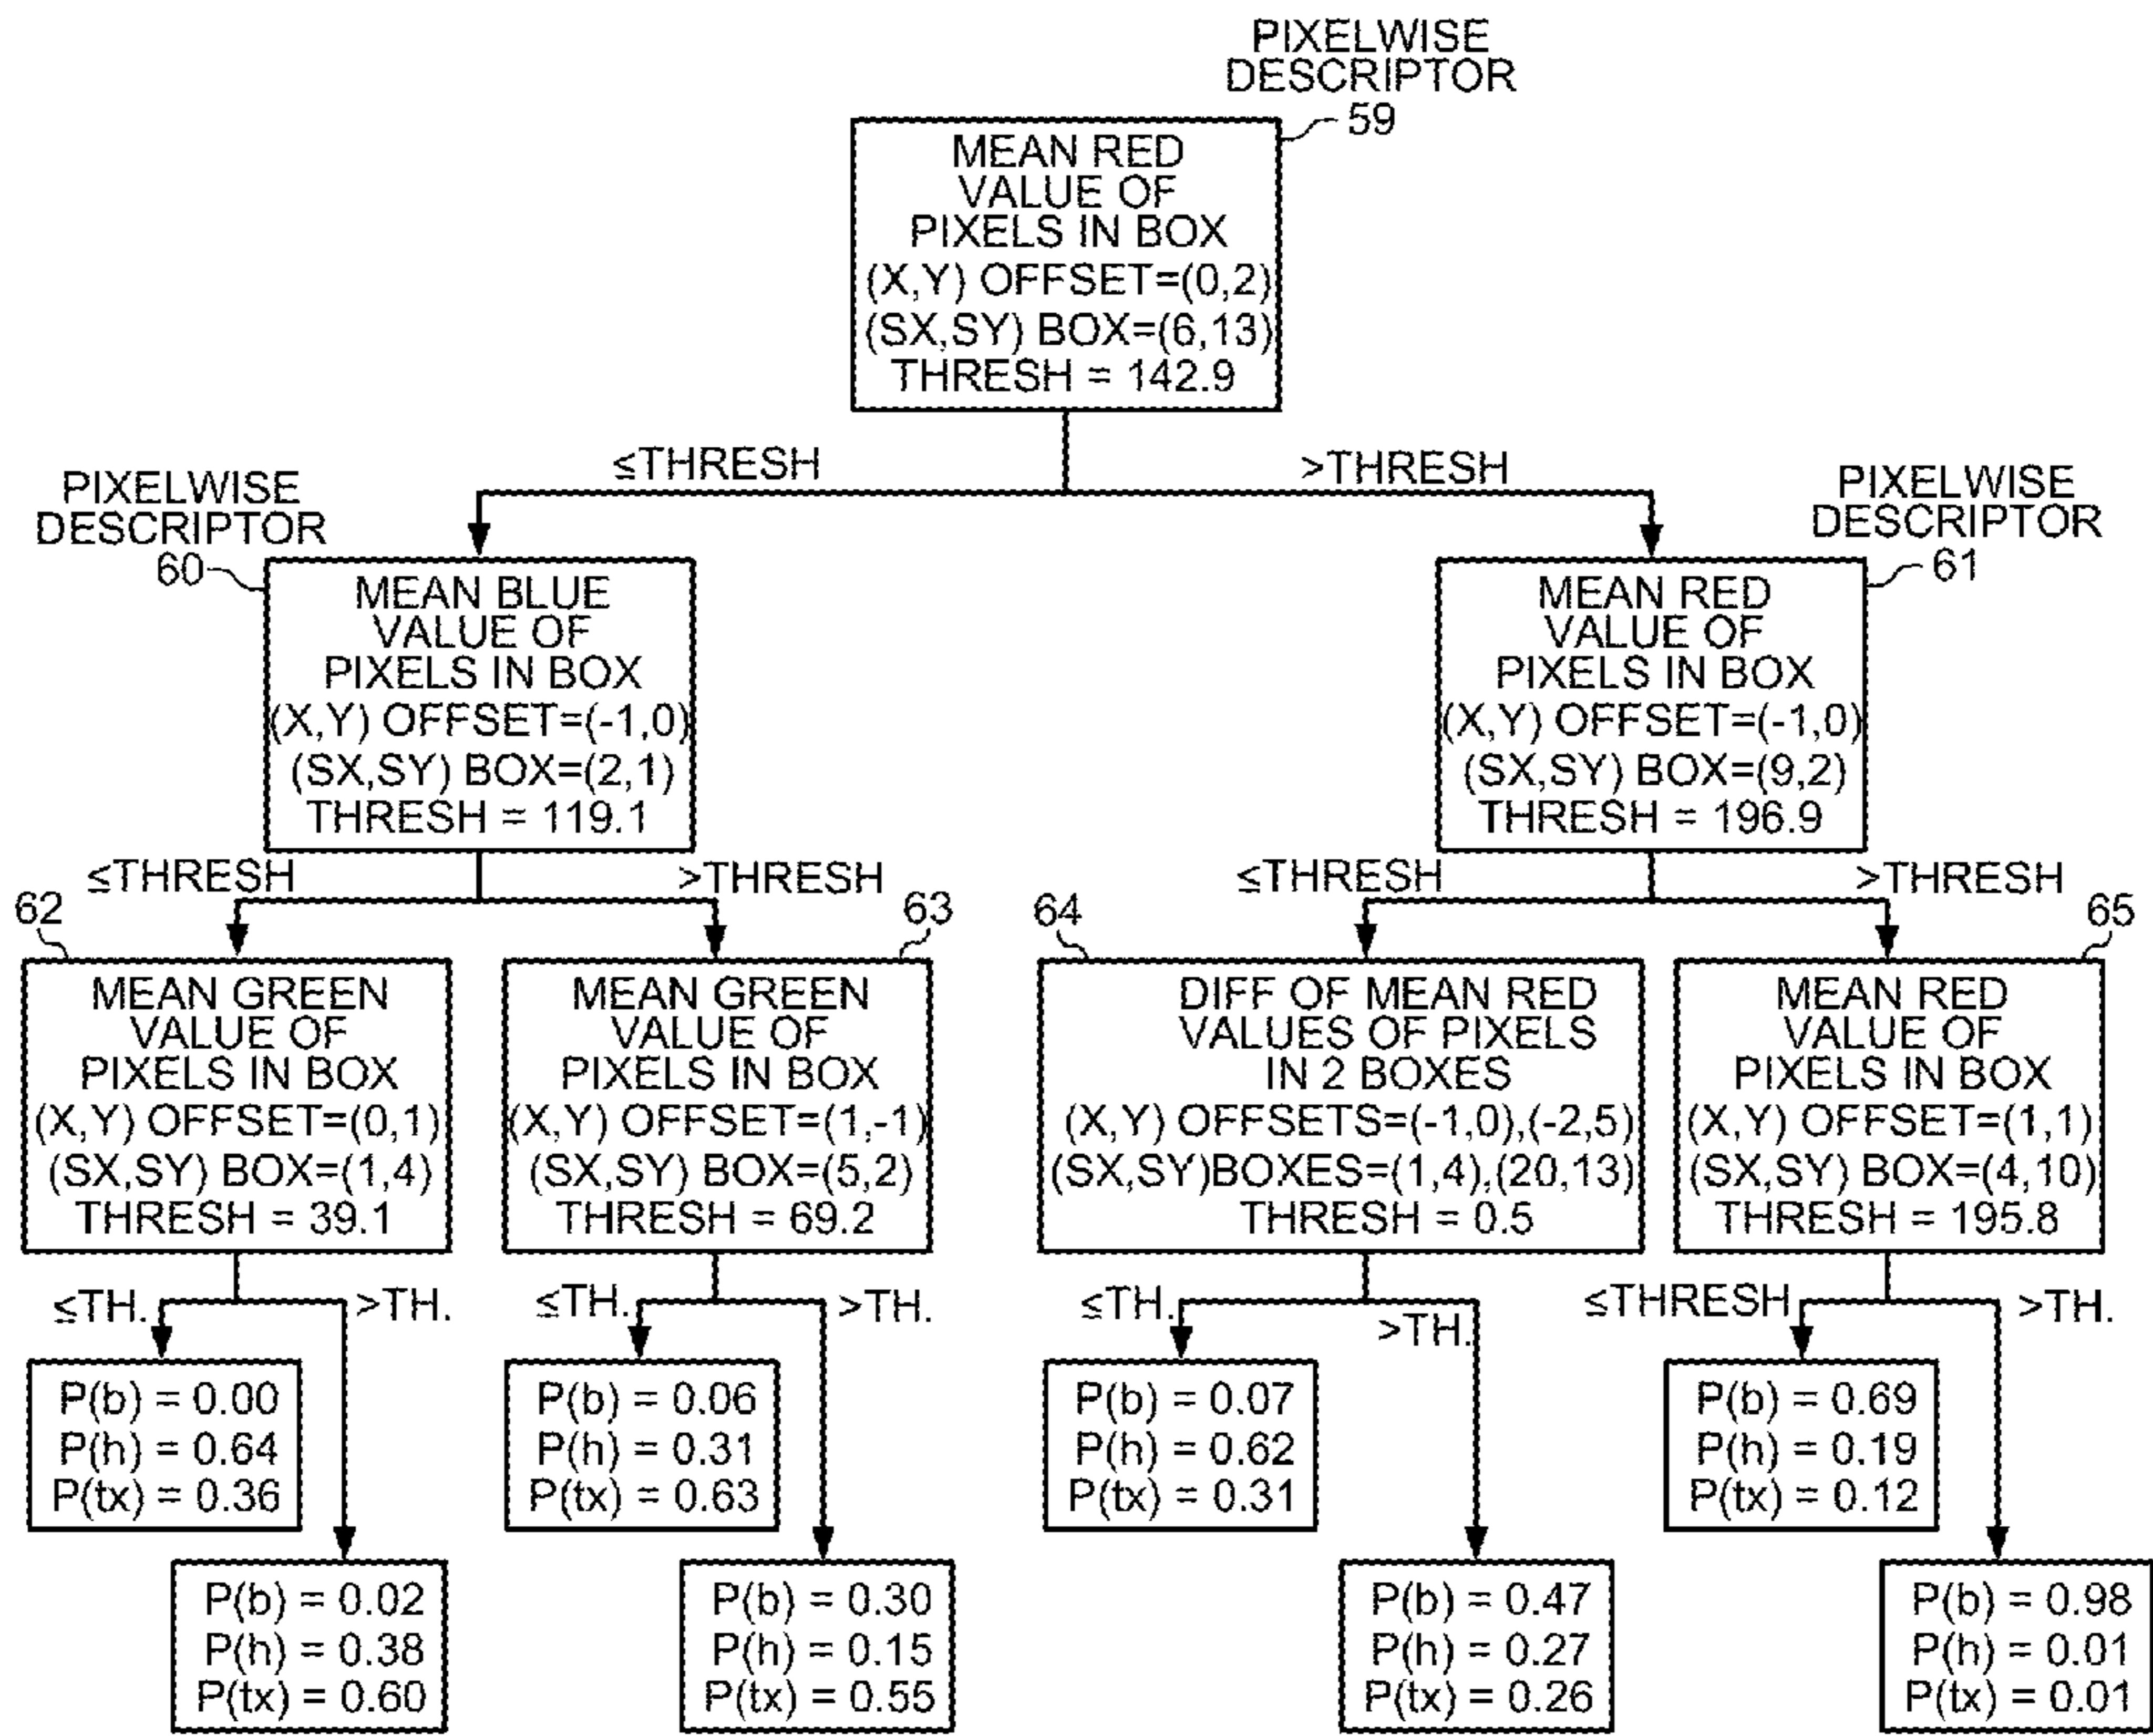 PIXELWISE
DESCRIPTOR
59
MEAN RED
VALUE OF
PIXELS IN BOX
(X,Y) OFFSET=(0,2)
(SX,SY) BOX=(6,13)
THRESH = 142.9
≤THRESH
>THRESH
PIXELWISE
DESCRIPTOR
60
MEAN BLUE
VALUE OF
PIXELS IN BOX
(X,Y) OFFSET=(-1,0)
(SX,SY) BOX=(2,1)
THRESH = 119.1
PIXELWISE
DESCRIPTOR
61
MEAN RED
VALUE OF
PIXELS IN BOX
(X,Y) OFFSET=(-1,0)
(SX,SY) BOX=(9,2)
THRESH = 196.9
≤THRESH
>THRESH
≤THRESH
>THRESH
62
MEAN GREEN
VALUE OF
PIXELS IN BOX
(X,Y) OFFSET=(0,1)
(SX,SY) BOX=(1,4)
THRESH = 39.1
63
MEAN GREEN
VALUE OF
PIXELS IN BOX
(X,Y) OFFSET=(1,-1)
(SX,SY) BOX=(5,2)
THRESH = 69.2
64
DIFF OF MEAN RED
VALUES OF PIXELS
IN 2 BOXES
(X,Y) OFFSETS=(-1,0),(-2,5)
(SX,SY)BOXES=(1,4),(20,13)
THRESH = 0.5
65
MEAN RED
VALUE OF
PIXELS IN BOX
(X,Y) OFFSET=(1,1)
(SX,SY) BOX=(4,10)
THRESH = 195.8
≤TH.
>TH.
≤TH.
>TH.
≤TH.
>TH.
≤THRESH
>TH.
P(b) = 0.00
P(h) = 0.64
P(tx) = 0.36
P(b) = 0.06
P(h) = 0.31
P(tx) = 0.63
P(b) = 0.07
P(h) = 0.62
P(tx) = 0.31
P(b) = 0.69
P(h) = 0.19
P(tx) = 0.12
P(b) = 0.02
P(h) = 0.38
P(tx) = 0.60
P(b) = 0.30
P(h) = 0.15
P(tx) = 0.55
P(b) = 0.47
P(h) = 0.27
P(tx) = 0.26
P(b) = 0.98
P(h) = 0.01
P(tx) = 0.01